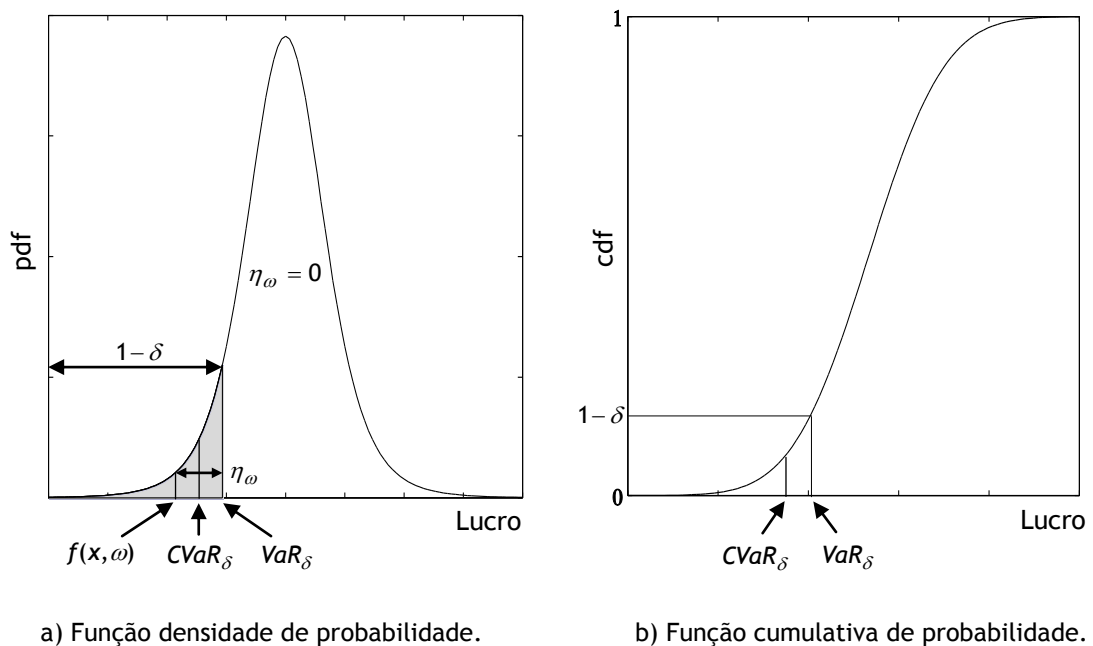 pdf
η_ω = 0
1−δ
η_ω
Lucro
f(x,ω)
CVaR_δ
VaR_δ
a) Função densidade de probabilidade.
1
cdf
1−δ
0
Lucro
CVaR_δ
VaR_δ
b) Função cumulativa de probabilidade.